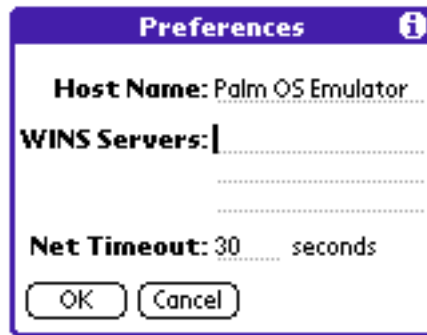 Preferences
Host Name: Palm OS Emulator
WINS Servers:
Net Timeout: 30 seconds
OK Cancel